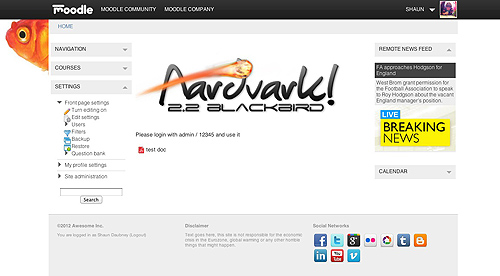 moodle MOODLE COMMUNITY MOODLE COMPANY SHAUN
HOME
NAVIGATION
COURSES
SETTINGS
Front page settings
Turn editing on
Edit settings
Users
Filters
Backup
Restore
Question bank
My profile settings
Site administration
Search
Aardvark!
2.2 BLACKBIRD
Please login with admin / 12345 and use it
test doc
REMOTE NEWS FEED
FA approaches Hodgson for
England
West Brom grant permission for
the Football Association to speak
to Roy Hodgson about the vacant
England manager's position.
LIVE
BREAKING
NEWS
CALENDAR
©2012 Awesome Inc.
You are logged in as Shaun Daubney (Logout)
Disclaimer
Text goes here, this site is not responsible for the economic
crisis in the Eurozone, global warming or any other horrible
things that might happen.
Social Networks